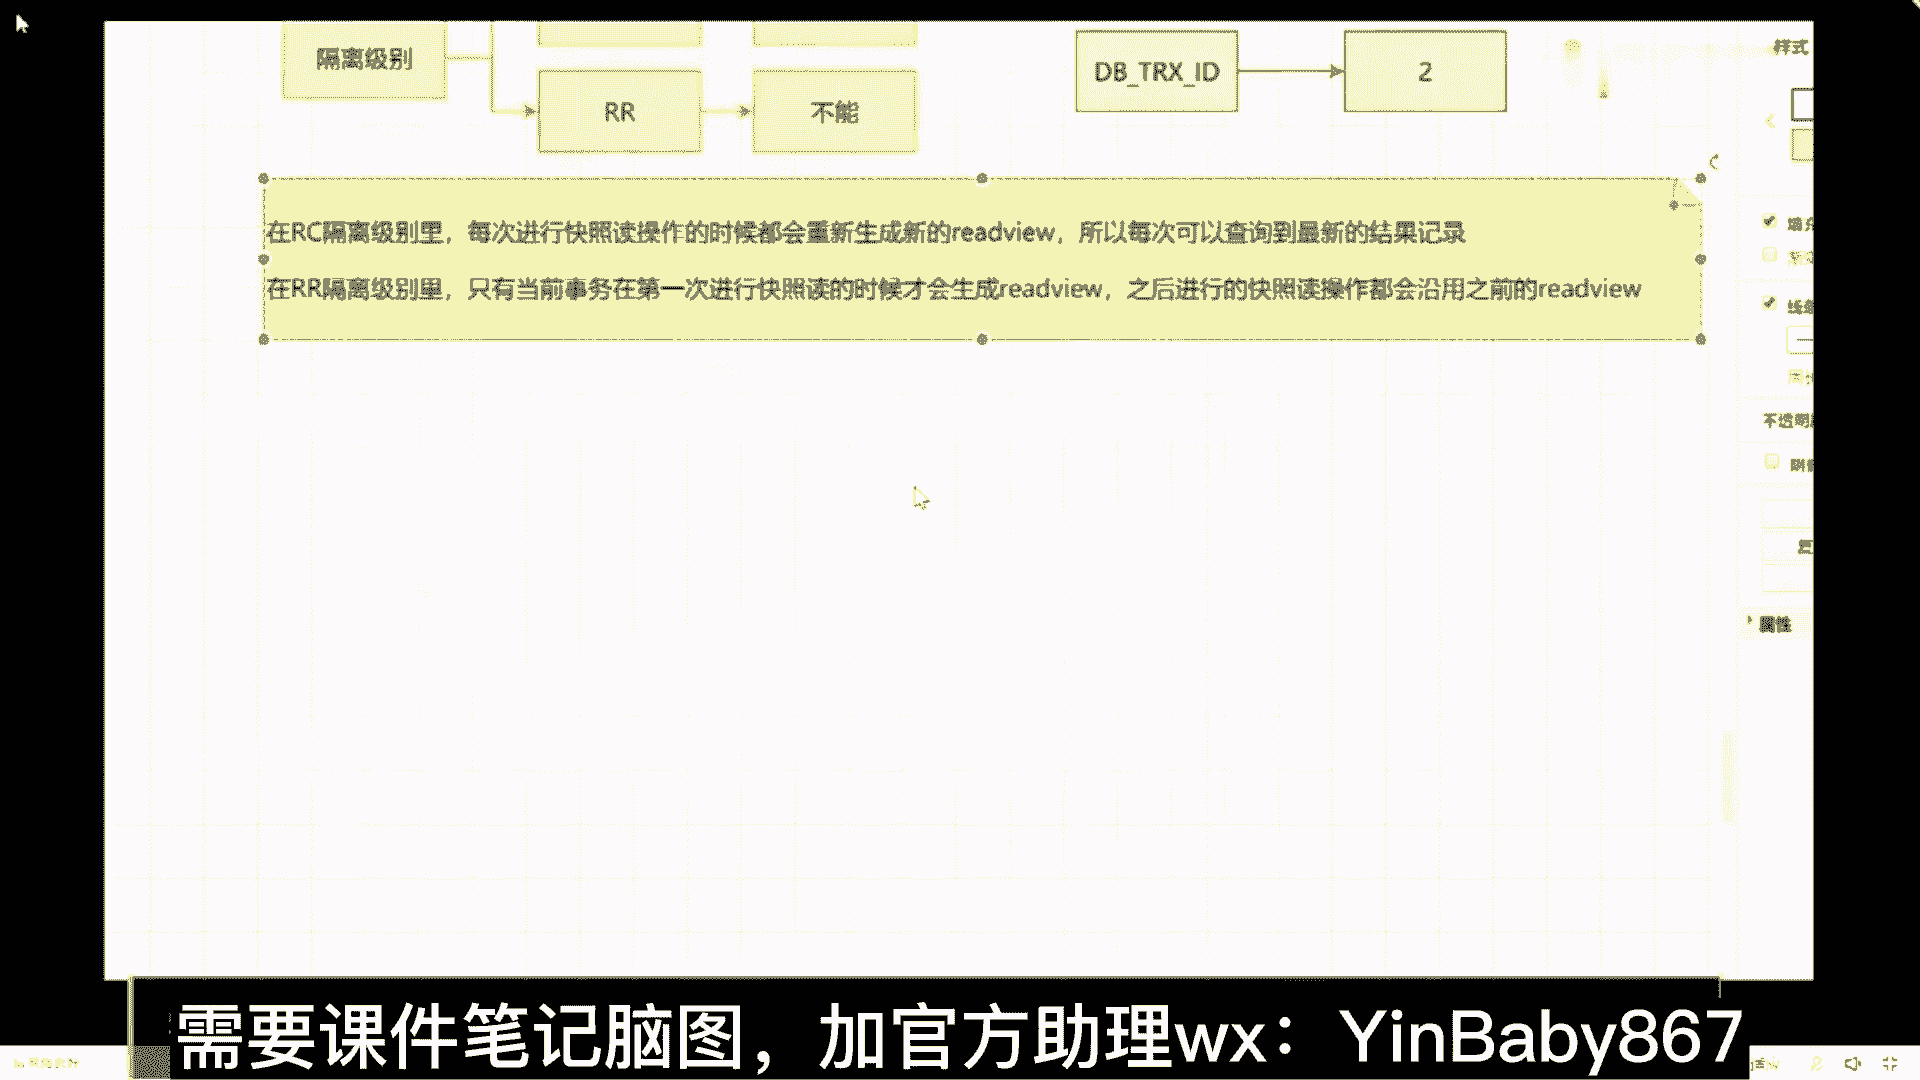 隔离级别
RR
不能
DB_TRX_ID
2
样式
在RC隔离级别里，每次进行快照读操作的时候都会重新生成新的readview，所以每次可以查询到最新的结果记录
在RR隔离级别里，只有当前事务在第一次进行快照读的时候才会生成readview，之后进行的快照读操作都会沿用之前的readview
不透明
属性
需要课件笔记脑图，加官方助理wx：YinBaby867